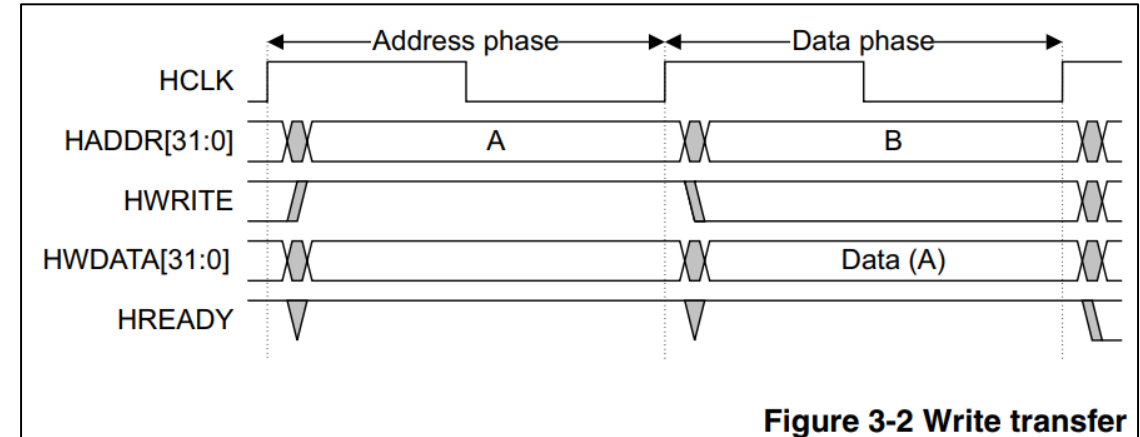 Address phase Data phase
HCLK
HADDR[31:0] A B
HWRITE
HWDATA[31:0] Data (A)
HREADY
Figure 3-2 Write transfer